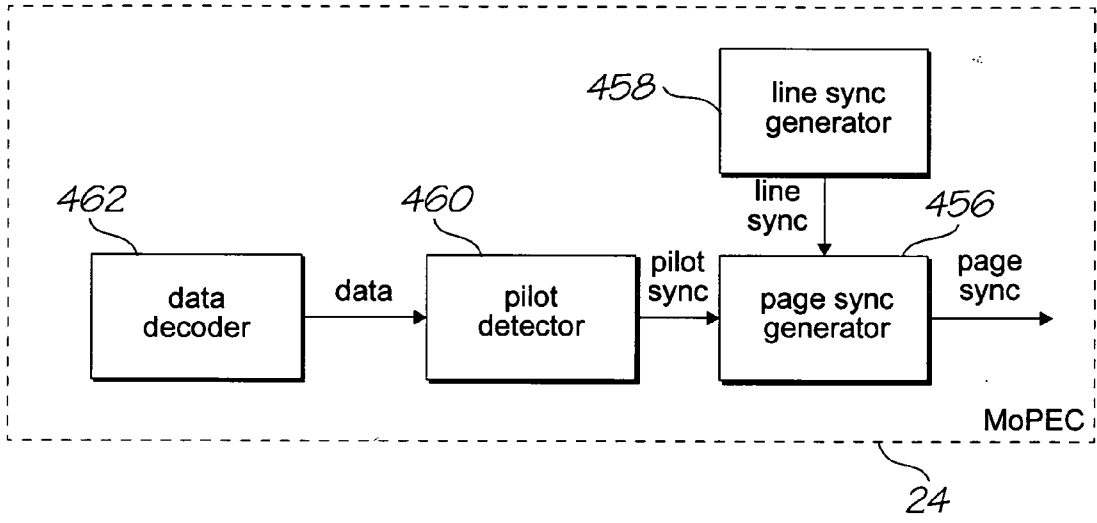 458
line sync
generator
462
460
line
sync
456
data
decoder
data
pilot
detector
pilot
sync
page sync
generator
page
sync
MoPEC
24